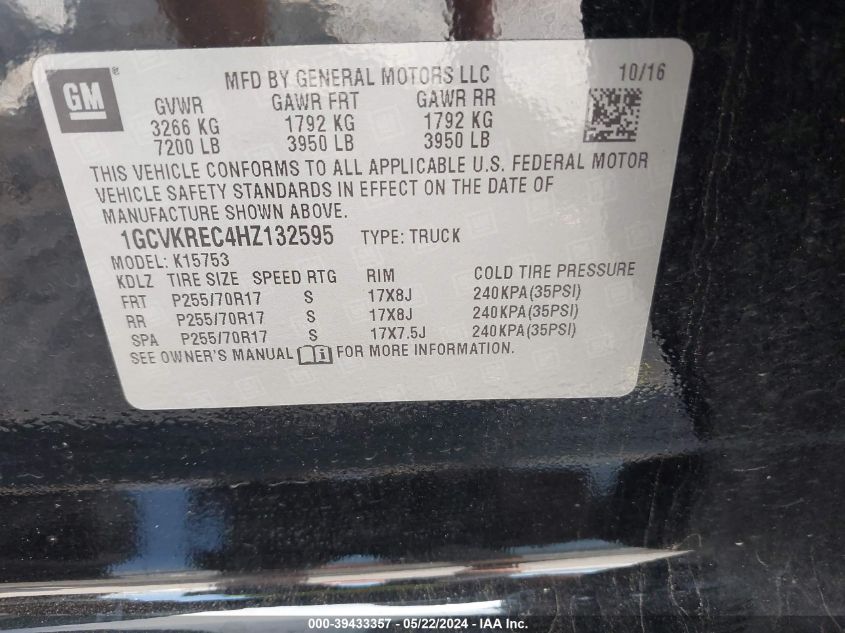 GM ®
MFD BY GENERAL MOTORS LLC 10/16
GVWR GAWR FRT GAWR RR
3266 KG 1792 KG 1792 KG
7200 LB 3950 LB 3950 LB
THIS VEHICLE CONFORMS TO ALL APPLICABLE U.S. FEDERAL MOTOR
VEHICLE SAFETY STANDARDS IN EFFECT ON THE DATE OF
MANUFACTURE SHOWN ABOVE.
1GCVKREC4HZ132595 TYPE: TRUCK
MODEL: K15753
KDLZ TIRE SIZE SPEED RTG RIM COLD TIRE PRESSURE
FRT P255/70R17 S 17X8J 240KPA(35PSI)
RR P255/70R17 S 17X8J 240KPA(35PSI)
SPA P255/70R17 S 17X7.5J 240KPA(35PSI)
SEE OWNER'S MANUAL FOR MORE INFORMATION.
000-39433357 - 05/22/2024 - IAA Inc.